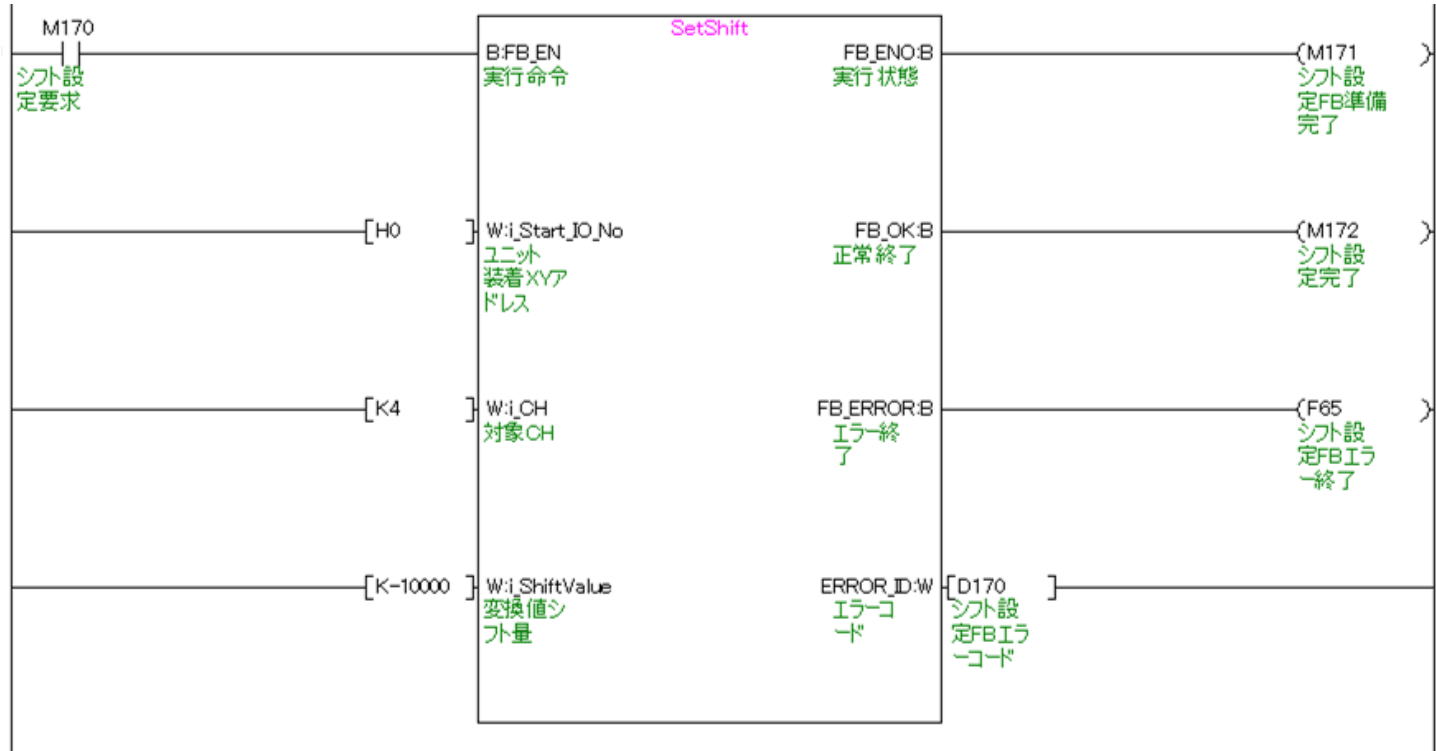 SetShift
M170
シフト設
定要求
B:FB_EN
実行命令
FB_ENO:B
実行状態
(M171 )
シフト設
定FB準備
完了
[H0 ]
W:i_Start_IO_No
ユニット
装着XYア
ドレス
FB_OK:B
正常終了
(M172 )
シフト設
定完了
[K4 ]
W:i_CH
対象CH
FB_ERROR:B
エラー終
了
(F65 )
シフト設
定FBエラ
ー終了
[K-10000 ]
W:i_ShiftValue
変換値シ
フト量
ERROR_ID:W
エラーコ
ード
[D170 ]
シフト設
定FBエラ
ーコード